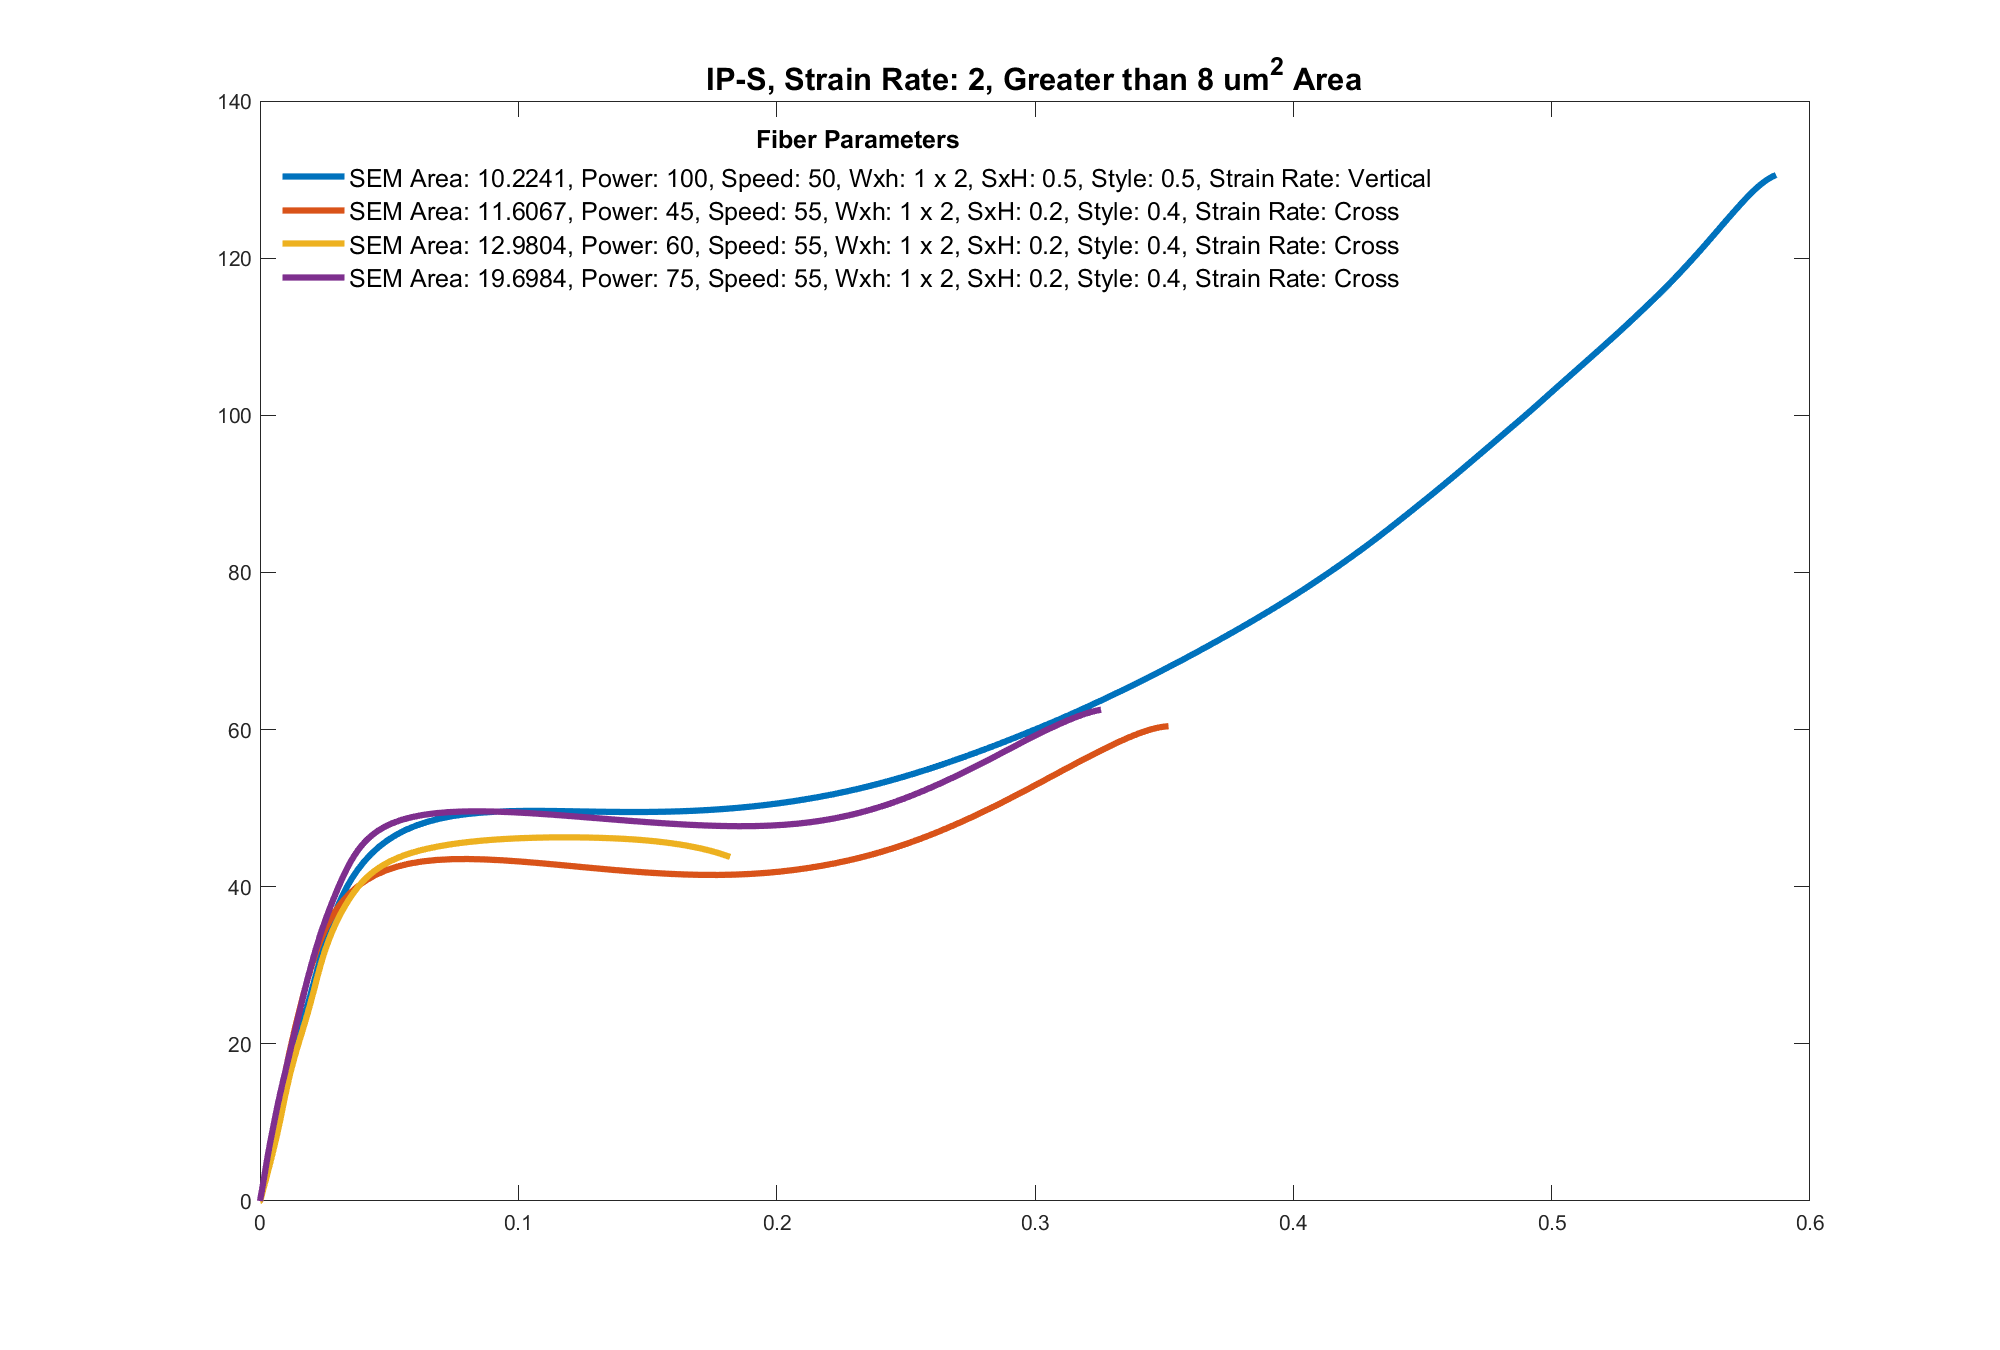 IP-S, Strain Rate: 2, Greater than 8 um² Area
Fiber Parameters
SEM Area: 10.2241, Power: 100, Speed: 50, Wxh: 1 x 2, SxH: 0.5, Style: 0.5, Strain Rate: Vertical
SEM Area: 11.6067, Power: 45, Speed: 55, Wxh: 1 x 2, SxH: 0.2, Style: 0.4, Strain Rate: Cross
SEM Area: 12.9804, Power: 60, Speed: 55, Wxh: 1 x 2, SxH: 0.2, Style: 0.4, Strain Rate: Cross
SEM Area: 19.6984, Power: 75, Speed: 55, Wxh: 1 x 2, SxH: 0.2, Style: 0.4, Strain Rate: Cross
140
120
100
80
60
40
20
0
0 0.1 0.2 0.3 0.4 0.5 0.6